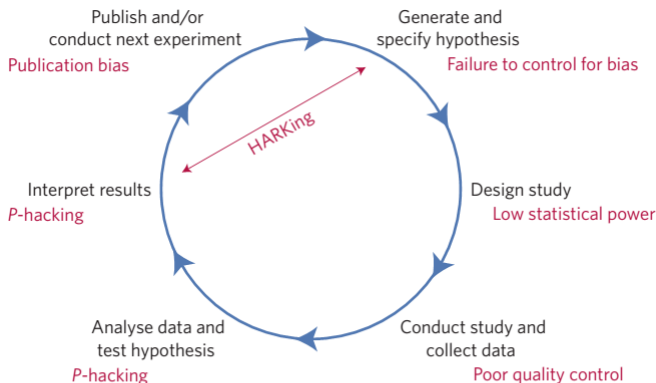 Publish and/or
conduct next experiment
Publication bias
Generate and
specify hypothesis
Failure to control for bias
HARKing
Interpret results
P-hacking
Design study
Low statistical power
Analyse data and
test hypothesis
P-hacking
Conduct study and
collect data
Poor quality control